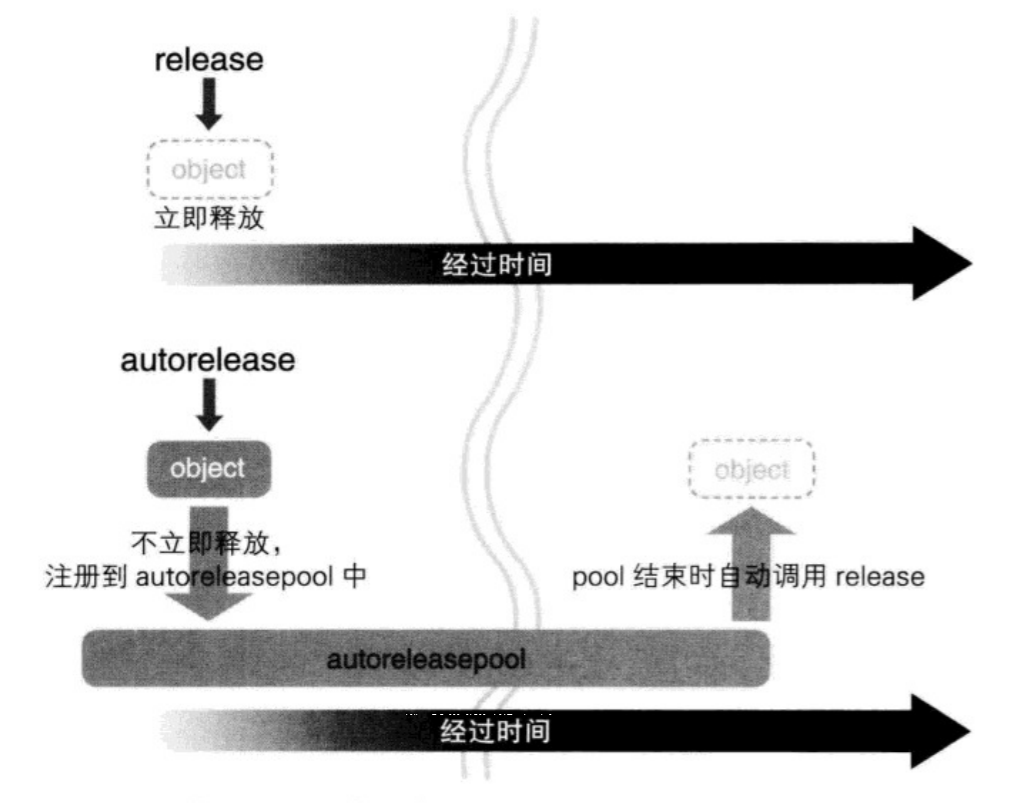 release
object
立即释放
经过时间
autorelease
object
object
不立即释放，
注册到 autoreleasepool 中
pool 结束时自动调用 release
autoreleasepool
经过时间